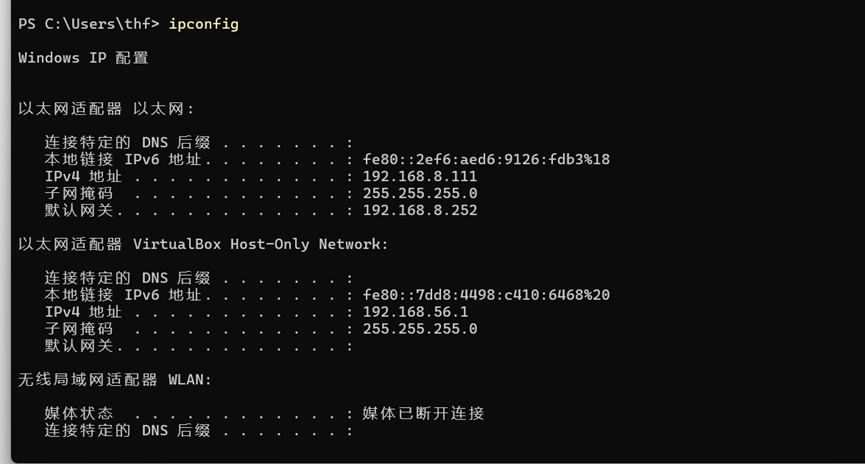 PS C:\Users\thf> ipconfig
Windows IP 配置
以太网适配器 以太网:
连接特定的 DNS 后缀 . . . . . . . :
本地链接 IPv6 地址. . . . . . . . : fe80::2ef6:aed6:9126:fdb3%18
IPv4 地址 . . . . . . . . . . . . : 192.168.8.111
子网掩码  . . . . . . . . . . . . : 255.255.255.0
默认网关. . . . . . . . . . . . . : 192.168.8.252
以太网适配器 VirtualBox Host-Only Network:
连接特定的 DNS 后缀 . . . . . . . :
本地链接 IPv6 地址. . . . . . . . : fe80::7dd8:4498:c410:6468%20
IPv4 地址 . . . . . . . . . . . . : 192.168.56.1
子网掩码  . . . . . . . . . . . . : 255.255.255.0
默认网关. . . . . . . . . . . . . :
无线局域网适配器 WLAN:
媒体状态  . . . . . . . . . . . . : 媒体已断开连接
连接特定的 DNS 后缀 . . . . . . . :